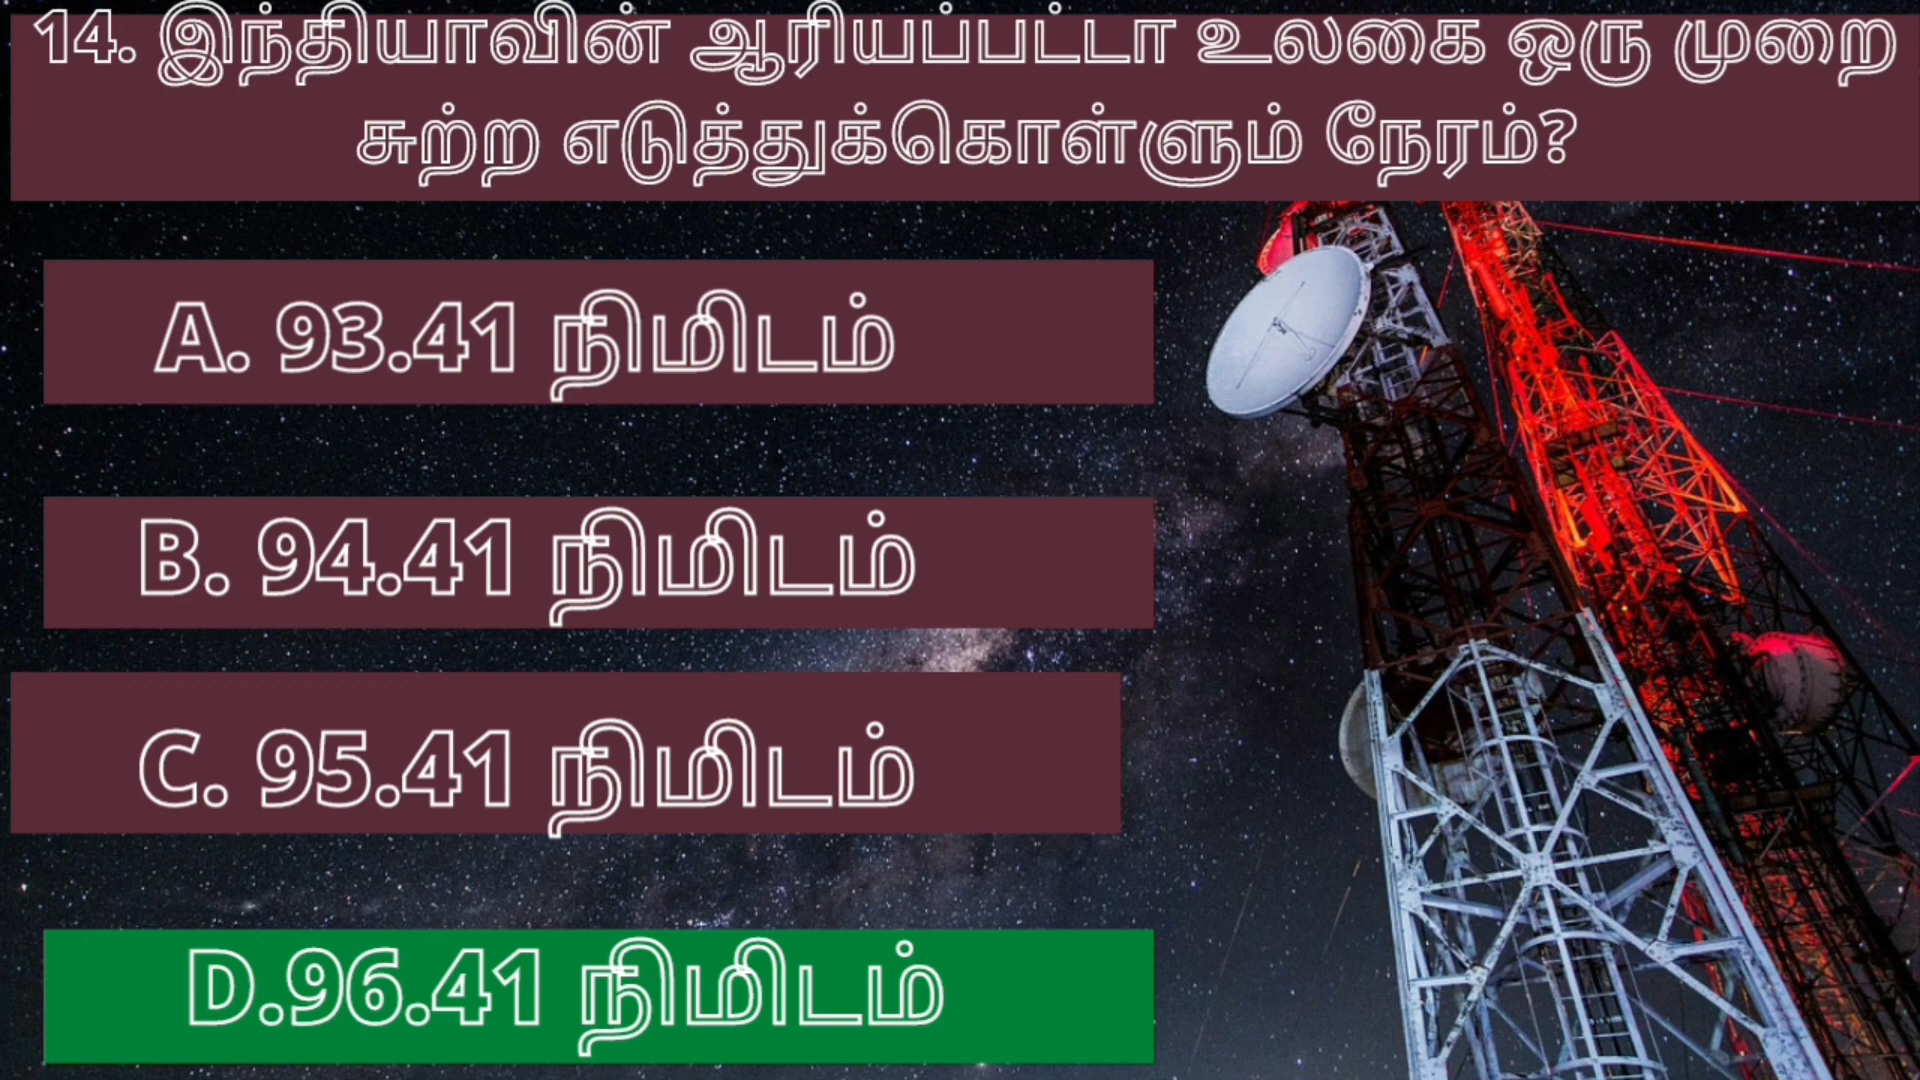 14. இந்தியாவின் ஆரியப்பட்டா உலகை ஒரு முறை
சுற்ற எடுத்துக்கொள்ளும் நேரம்?
A. 93.41 நிமிடம்
B. 94.41 நிமிடம்
C. 95.41 நிமிடம்
D.96.41 நிமிடம்